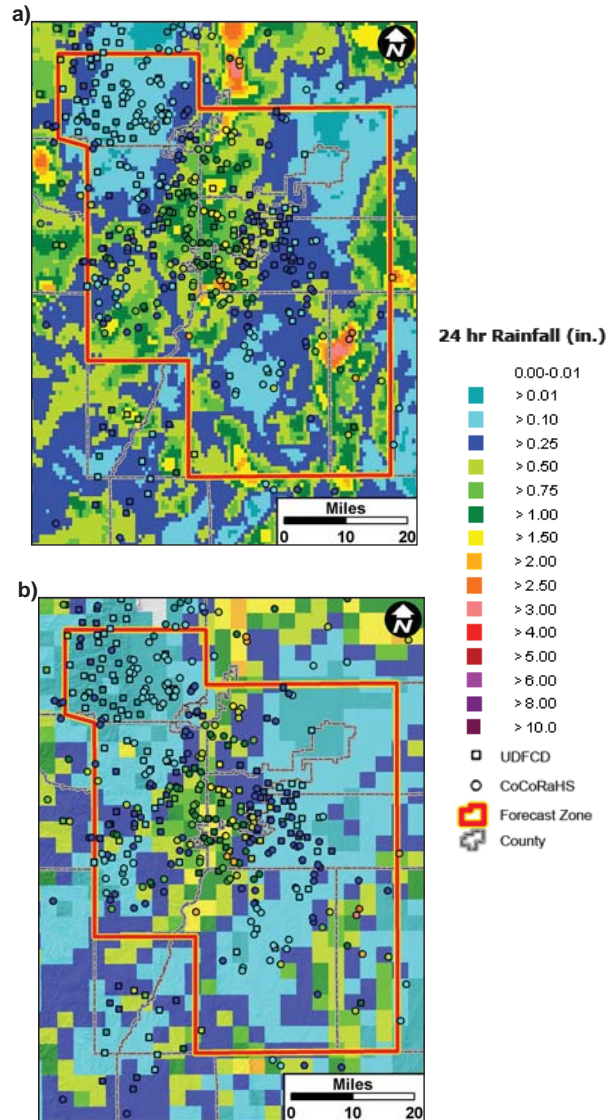 a)
N
Miles
0 10 20
24 hr Rainfall (in.)
0.00-0.01
> 0.01
> 0.10
> 0.25
> 0.50
> 0.75
> 1.00
> 1.50
> 2.00
> 2.50
> 3.00
> 4.00
> 5.00
> 6.00
> 8.00
> 10.0
UDFCD
CoCoRaHS
Forecast Zone
County
b)
N
Miles
0 10 20